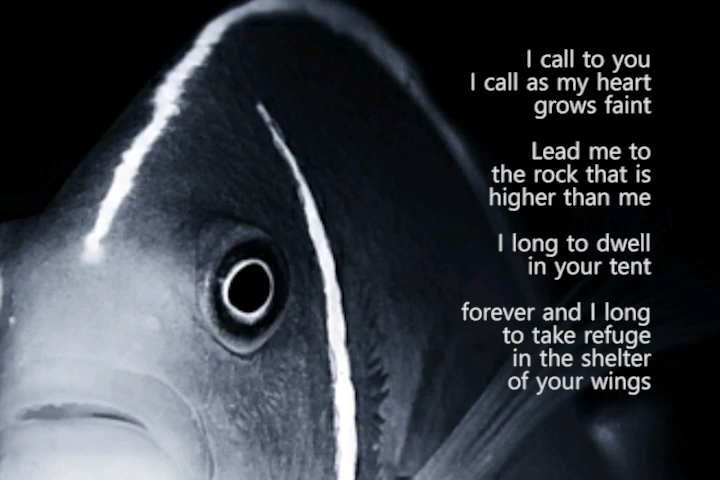 I call to you
I call as my heart
grows faint
Lead me to
the rock that is
higher than me
I long to dwell
in your tent
forever and I long
to take refuge
in the shelter
of your wings